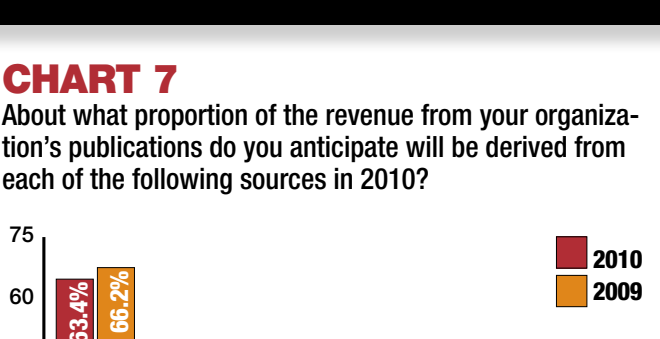 CHART 7
About what proportion of the revenue from your organiza-
tion's publications do you anticipate will be derived from
each of the following sources in 2010?
75
2010
2009
60
63.4%
66.2%